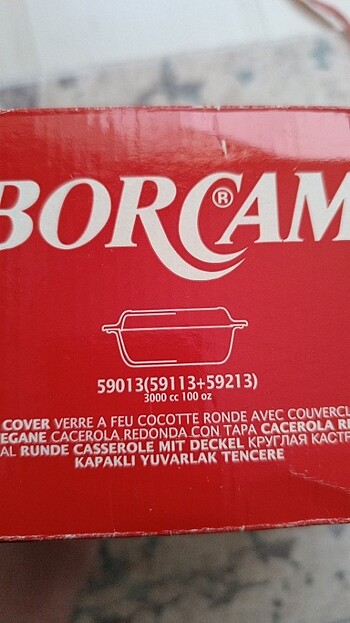 BORCAM®
59013(59113+59213)
3000 cc 100 oz
COVER VERRE A FEU COCOTTE RONDE AVEC COUVERCL
EGANE CACEROLA REDONDA CON TAPA CACEROLA RE
AL RUNDE CASSEROLE MIT DECKEL КРУГЛАЯ КАСТР
KAPAKLI YUVARLAK TENCERE